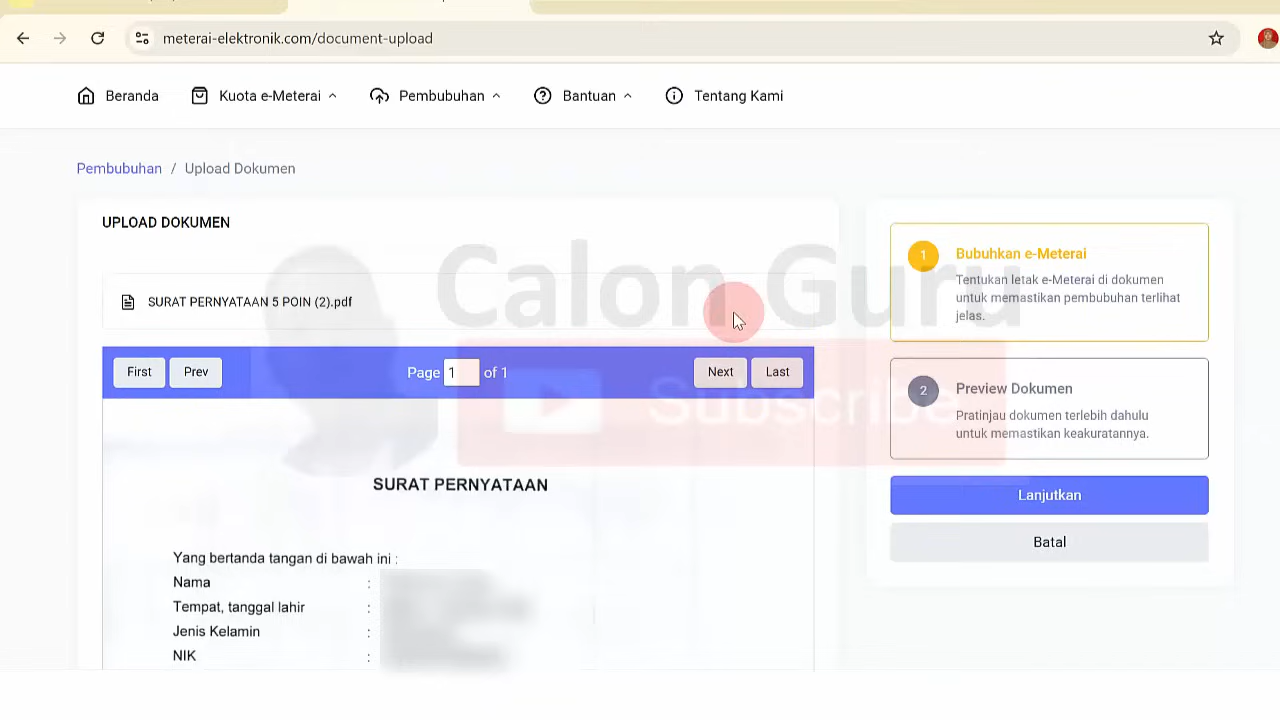 meterai-elektronik.com/document-upload
Beranda
Kuota e-Meterai
Pembubuhan
Bantuan
Tentang Kami
Pembubuhan / Upload Dokumen
UPLOAD DOKUMEN
Calon Guru
SURAT PERNYATAAN 5 POIN (2).pdf
First
Prev
Page 1 of 1
Next
Last
Subscribe
SURAT PERNYATAAN
Yang bertanda tangan di bawah ini :
Nama :
Tempat, tanggal lahir :
Jenis Kelamin :
NIK :
1
Bubuhkan e-Meterai
Tentukan letak e-Meterai di dokumen
untuk memastikan pembubuhan terlihat
jelas.
2
Preview Dokumen
Pratinjau dokumen terlebih dahulu
untuk memastikan keakuratannya.
Lanjutkan
Batal